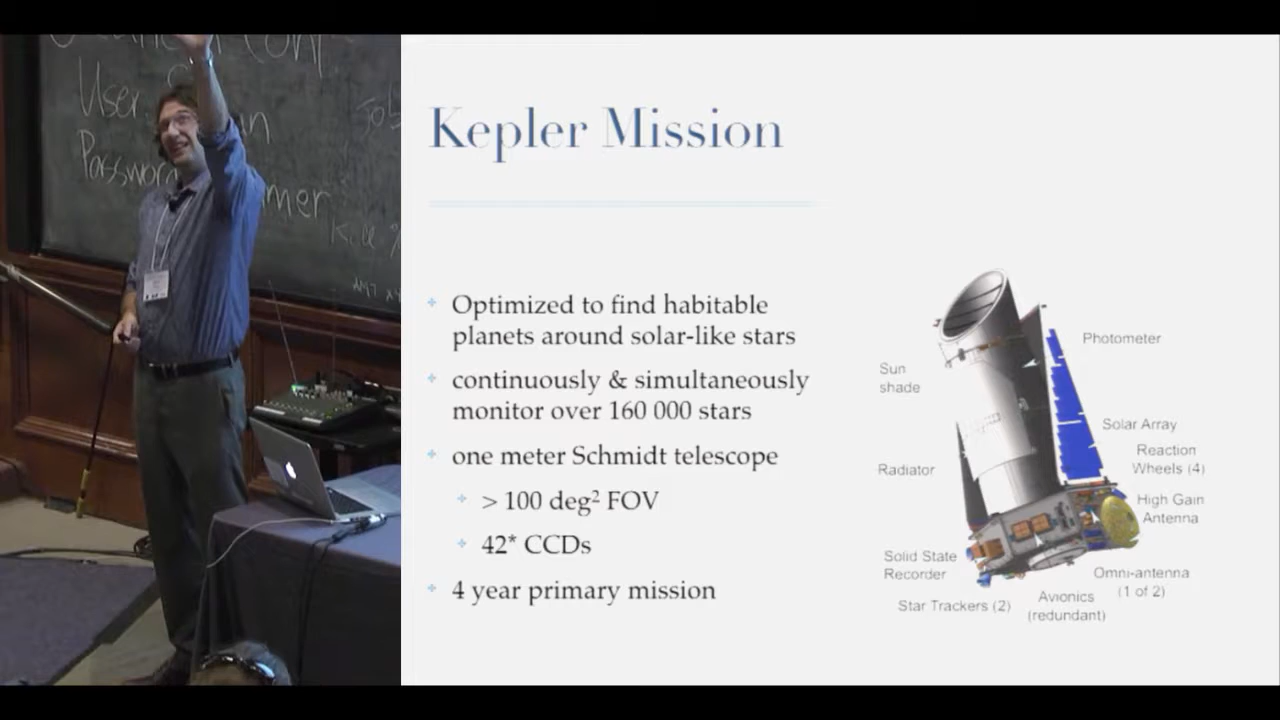 User
Password
Kepler Mission
Optimized to find habitable
planets around solar-like stars
continuously & simultaneously
monitor over 160 000 stars
one meter Schmidt telescope
> 100 deg² FOV
42* CCDs
4 year primary mission
Photometer
Sun
shade
Solar Array
Reaction
Wheels (4)
Radiator
High Gain
Antenna
Solid State
Recorder
Omni-antenna
(1 of 2)
Star Trackers (2)
Avionics
(redundant)